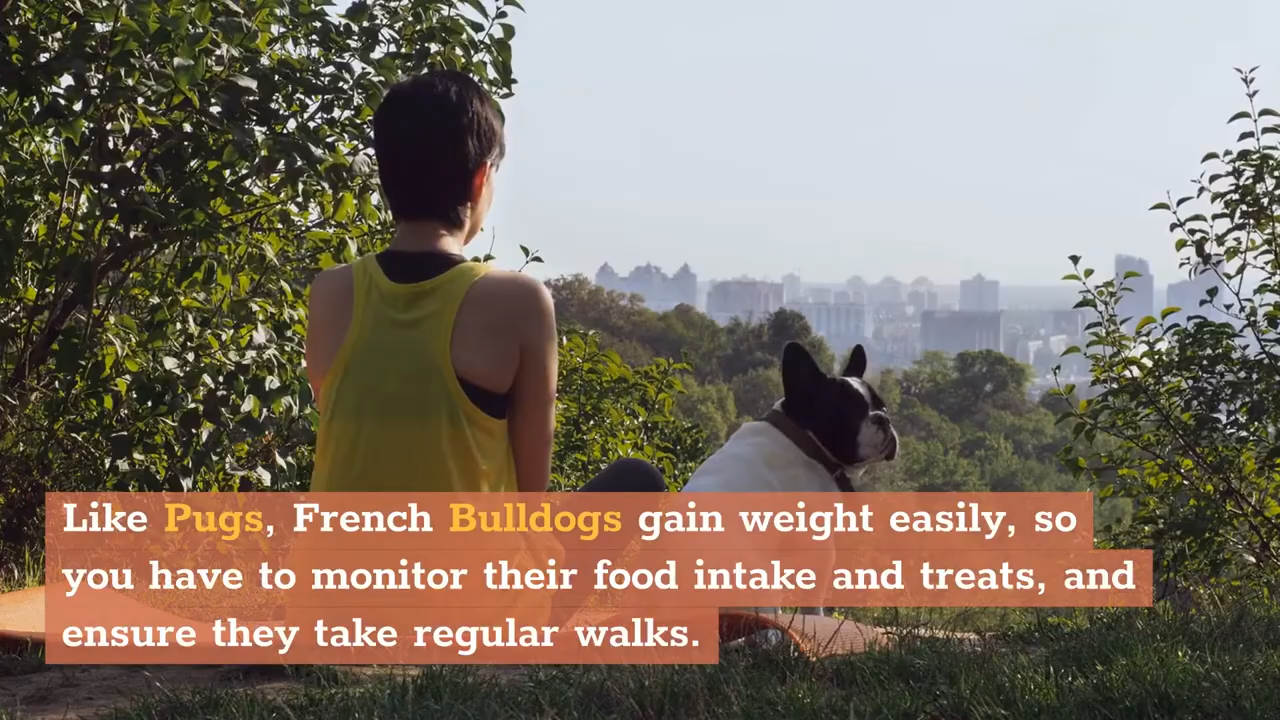 Like Pugs, French Bulldogs gain weight easily, so
you have to monitor their food intake and treats, and
ensure they take regular walks.